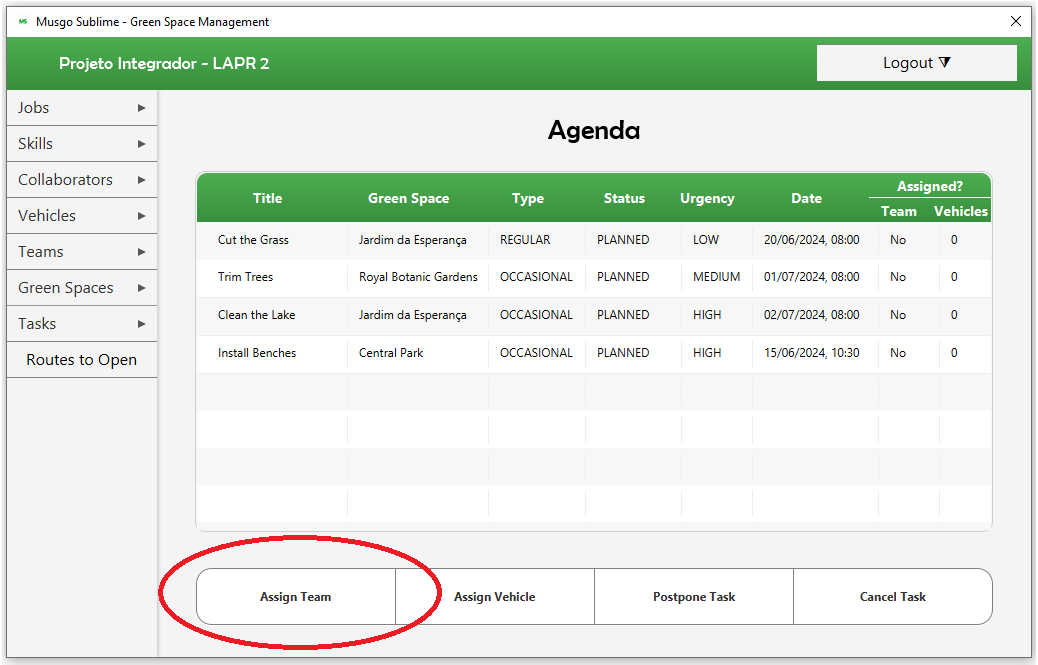 MS Musgo Sublime - Green Space Management
Projeto Integrador - LAPR 2
Logout
Jobs
Skills
Collaborators
Vehicles
Teams
Green Spaces
Tasks
Routes to Open
Agenda
Title Green Space Type Status Urgency Date Assigned?
Team Vehicles
Cut the Grass Jardim da Esperança REGULAR PLANNED LOW 20/06/2024, 08:00 No 0
Trim Trees Royal Botanic Gardens OCCASIONAL PLANNED MEDIUM 01/07/2024, 08:00 No 0
Clean the Lake Jardim da Esperança OCCASIONAL PLANNED HIGH 02/07/2024, 08:00 No 0
Install Benches Central Park OCCASIONAL PLANNED HIGH 15/06/2024, 10:30 No 0
Assign Team Assign Vehicle Postpone Task Cancel Task